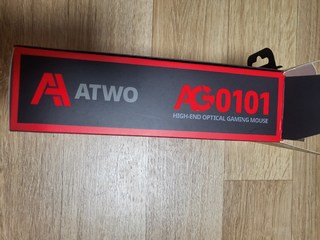 ATWO
AG0101
HIGH-END OPTICAL GAMING MOUSE